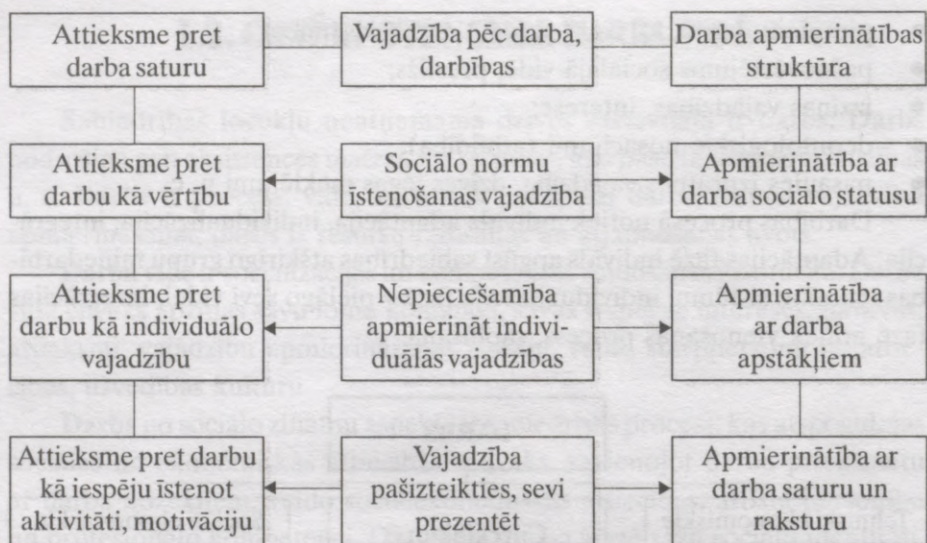 Attieksme pret
darba saturu
Vajadzība pēc darba,
darbības
Darba apmierinātības
struktūra
Attieksme pret
darbu kā vērtību
Sociālo normu
īstenošanas vajadzība
Apmierinātība ar
darba sociālo statusu
Attieksme pret
darbu kā individuālo
vajadzību
Nepieciešamība
apmierināt indivi-
duālās vajadzības
Apmierinātība
ar darba
apstākļiem
Attieksme pret darbu
kā iespēju īstenot
aktivitāti, motivāciju
Vajadzība
pašizteikties, sevi
prezentēt
Apmierinātība ar
darba saturu un
raksturu